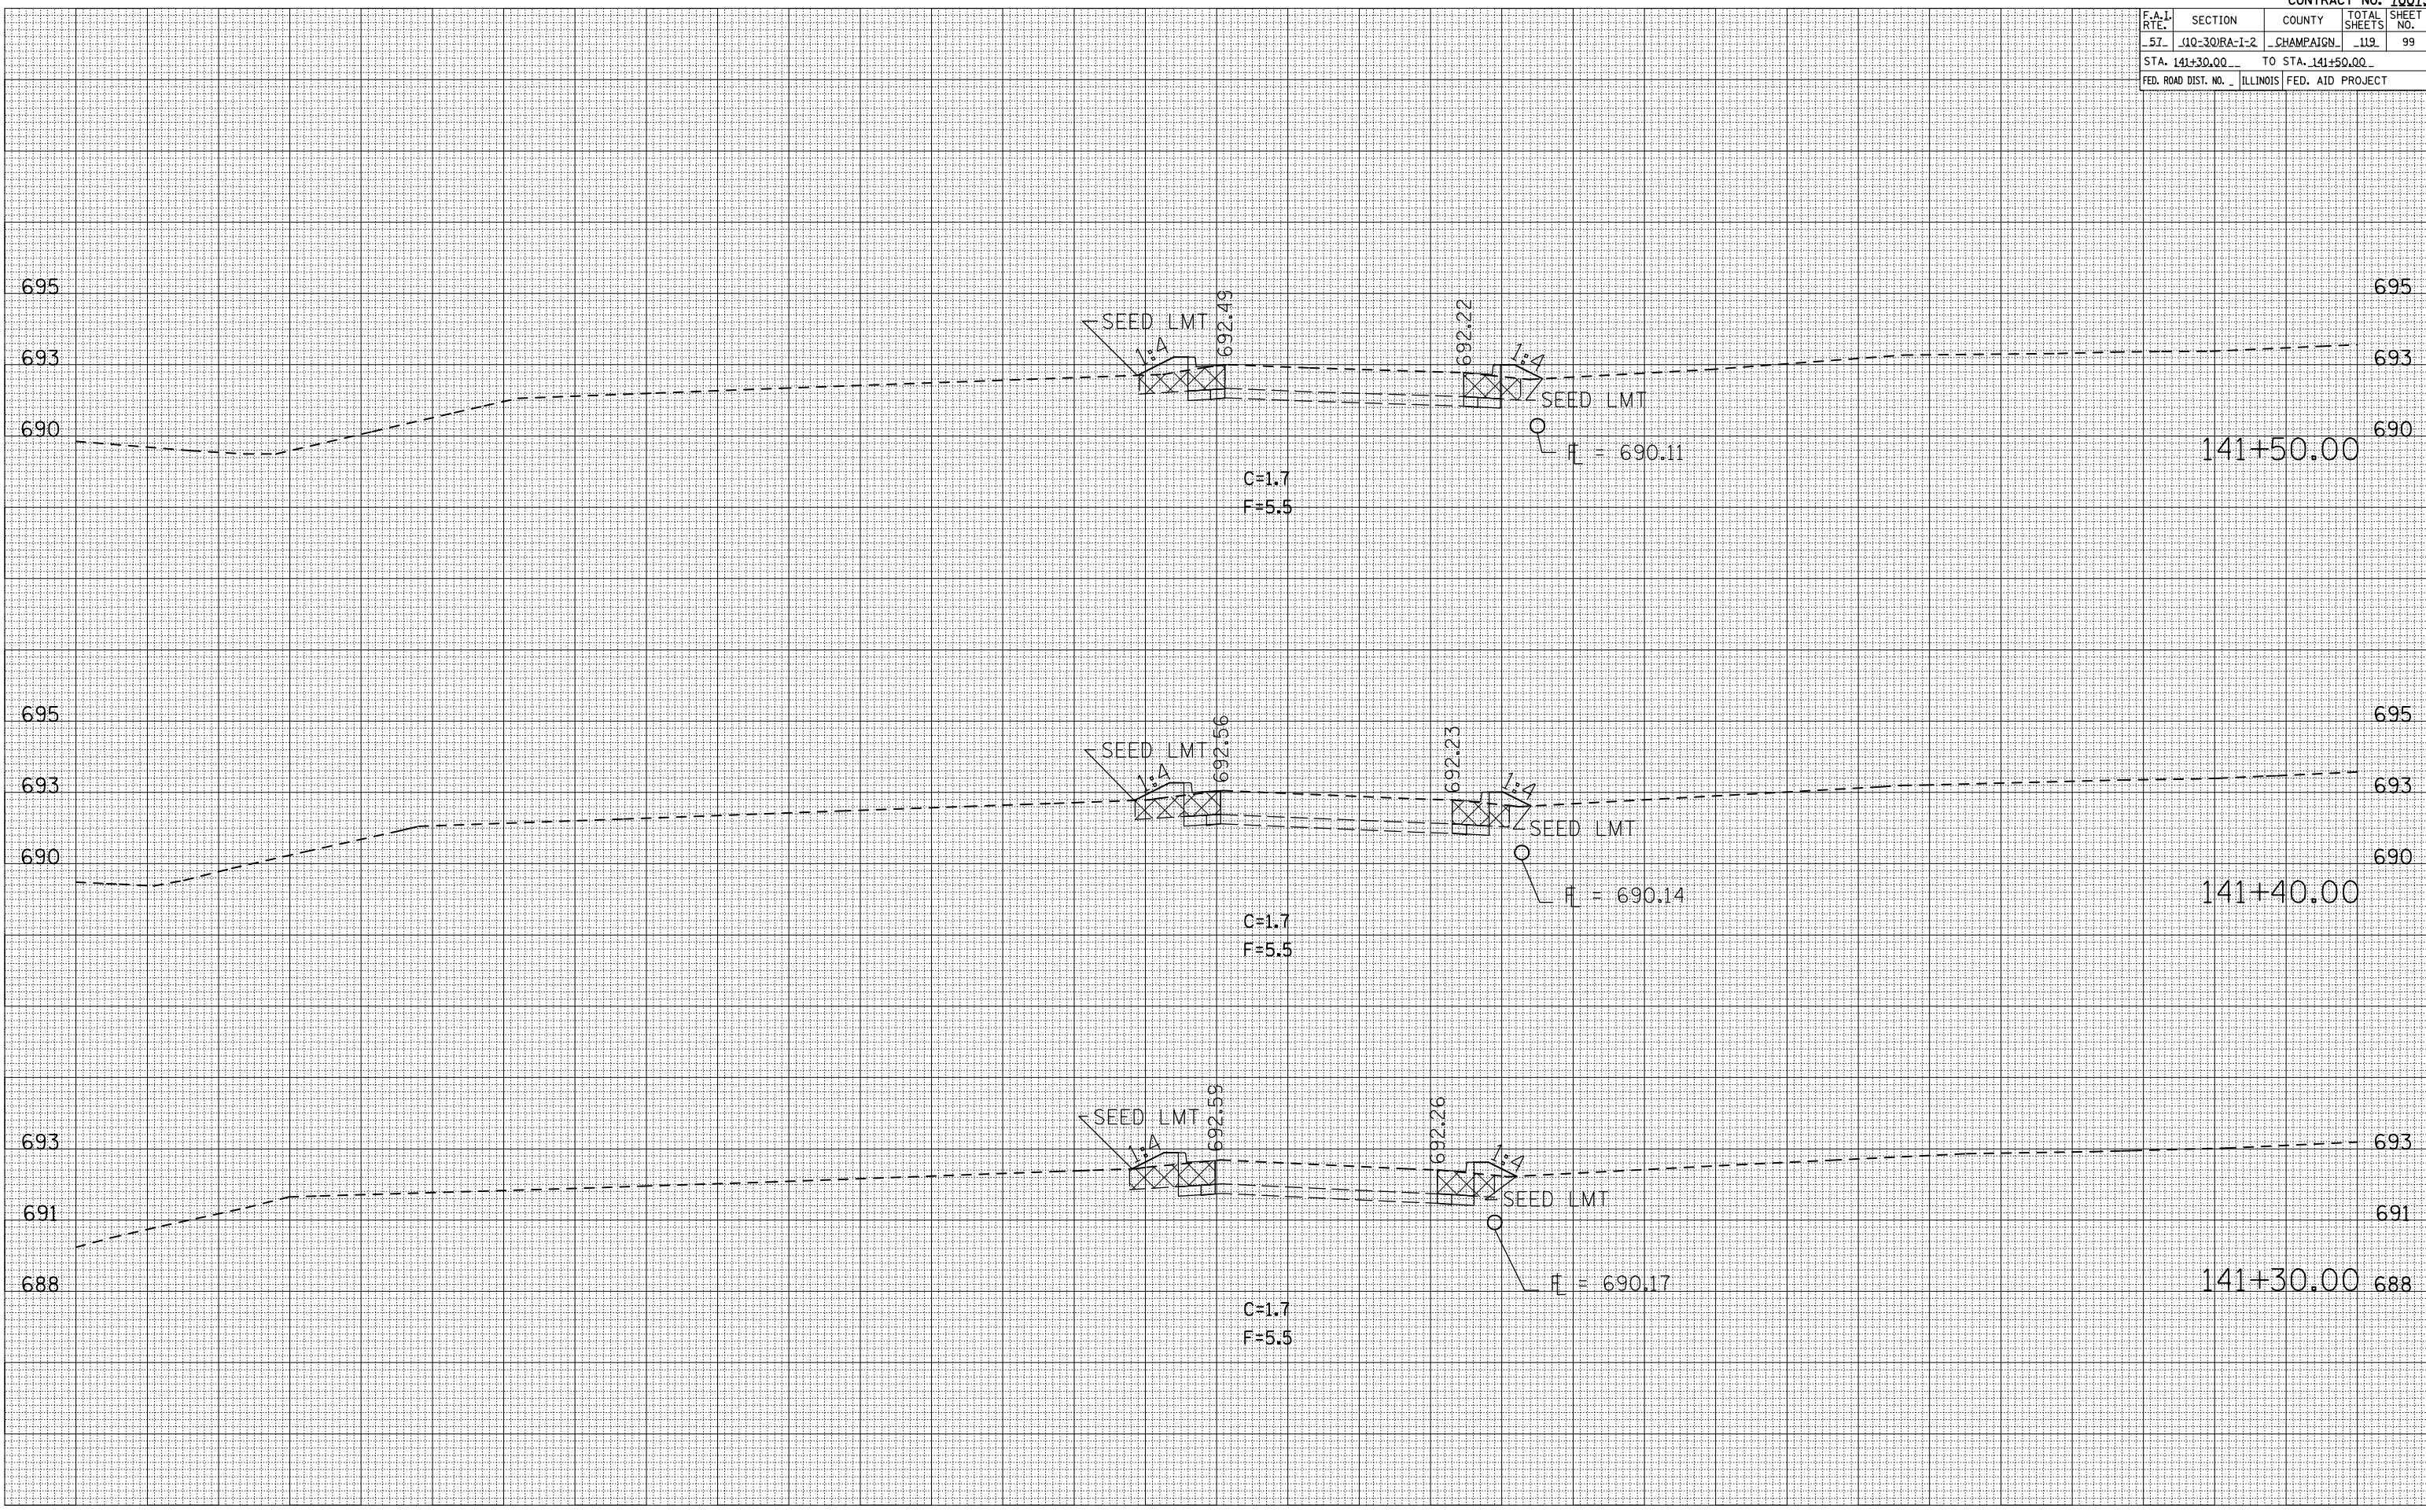 CONTRACT NO.
F.A.I. RTE. SECTION COUNTY TOTAL SHEETS SHEET NO.
57 (10-30)RA-I-2 CHAMPAIGN 119 99
STA. 141+30.00 TO STA. 141+50.00
FED. ROAD DIST. NO. _ ILLINOIS FED. AID PROJECT
695 695
SEED LMT 692.49 692.22
693 1:4 1:4 693
SEED LMT
690 690
141+50.00
FL = 690.11
C=1.7
F=5.5
695 695
SEED LMT 692.56 692.23
693 1:4 1:4 693
SEED LMT
690 690
141+40.00
FL = 690.14
C=1.7
F=5.5
SEED LMT 692.59 692.26
693 1:4 1:4 693
SEED LMT
691 691
688 FL = 690.17 141+30.00 688
C=1.7
F=5.5